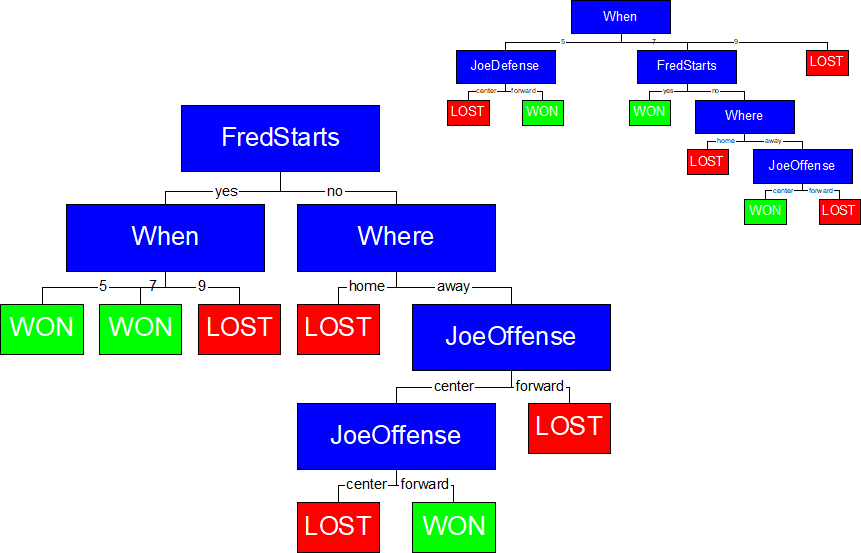 When
5 7 9
JoeDefense FredStarts LOST
center forward yes no
LOST WON WON Where
home away
LOST JoeOffense
center forward
WON LOST
FredStarts
yes no
When Where
5 7 9 home away
WON WON LOST LOST JoeOffense
center forward
JoeOffense LOST
center forward
LOST WON